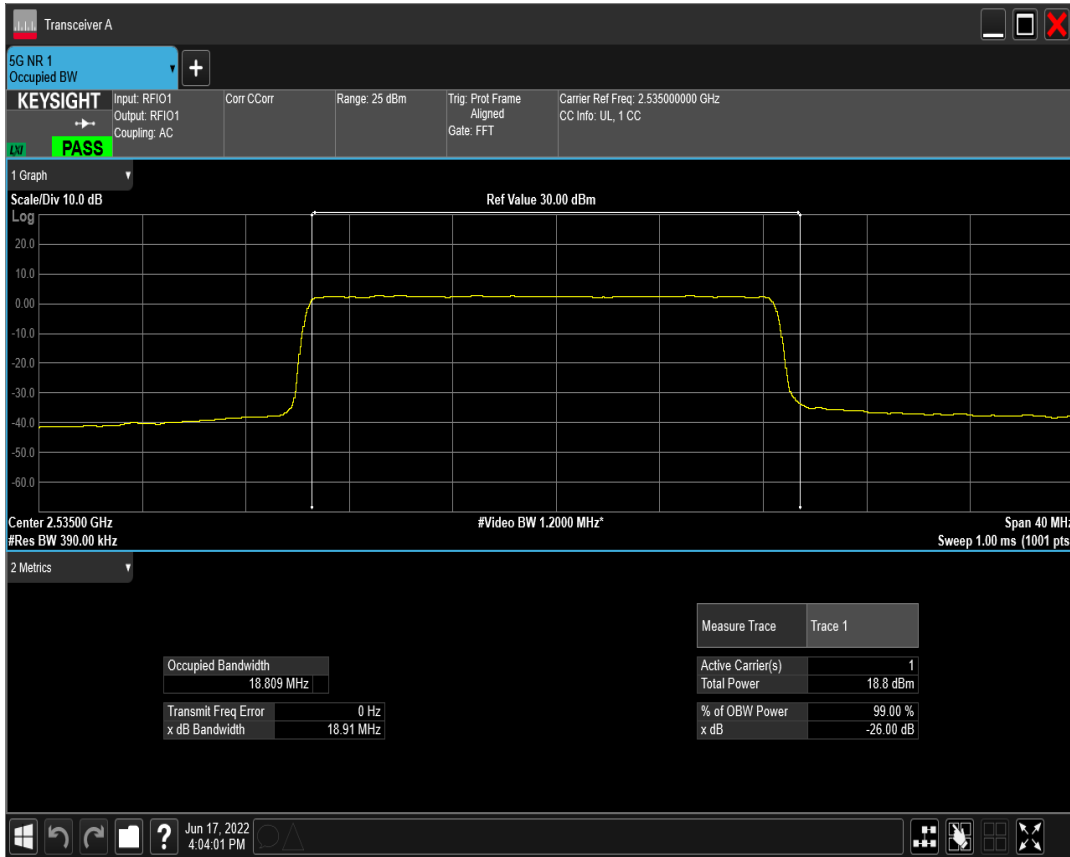 Transceiver A
5G NR 1
Occupied BW
+
KEYSIGHT
Input: RFIO1
Output: RFIO1
Coupling: AC
LXI
PASS
Corr CCorr
Range: 25 dBm
Trig: Prot Frame
Aligned
Gate: FFT
Carrier Ref Freq: 2.535000000 GHz
CC Info: UL, 1 CC
1 Graph
Scale/Div 10.0 dB
Ref Value 30.00 dBm
Log
20.0
10.0
0.00
-10.0
-20.0
-30.0
-40.0
-50.0
-60.0
Center 2.53500 GHz
#Video BW 1.2000 MHz*
Span 40 MHz
#Res BW 390.00 kHz
Sweep 1.00 ms (1001 pts
2 Metrics
Measure Trace Trace 1
Occupied Bandwidth
18.809 MHz
Active Carrier(s) 1
Total Power 18.8 dBm
Transmit Freq Error 0 Hz
x dB Bandwidth 18.91 MHz
% of OBW Power 99.00 %
x dB -26.00 dB
?
Jun 17, 2022
4:04:01 PM